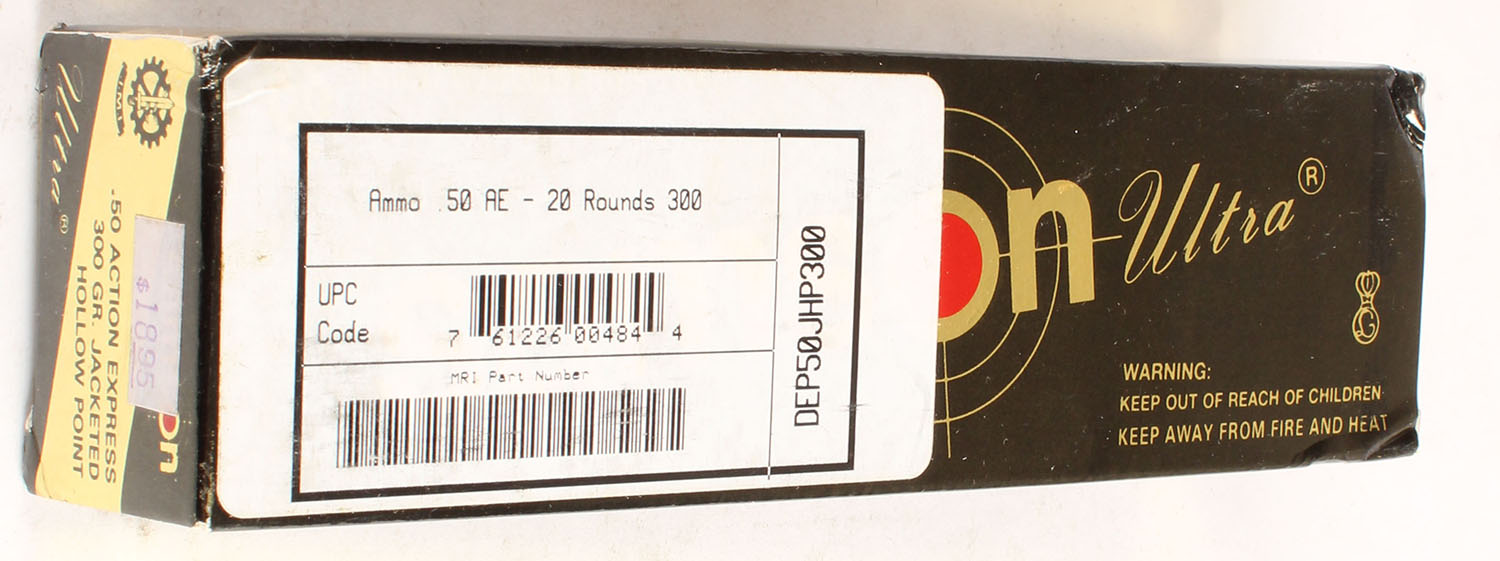 Ultra®
.50 ACTION EXPRESS
300 GR. JACKETED
HOLLOW POINT
$1895
on
Ammo .50 AE - 20 Rounds 300
UPC
Code
7 61226 00484 4
MRI Part Number
DEP50JHP300
on Ultra®
WARNING:
KEEP OUT OF REACH OF CHILDREN.
KEEP AWAY FROM FIRE AND HEAT